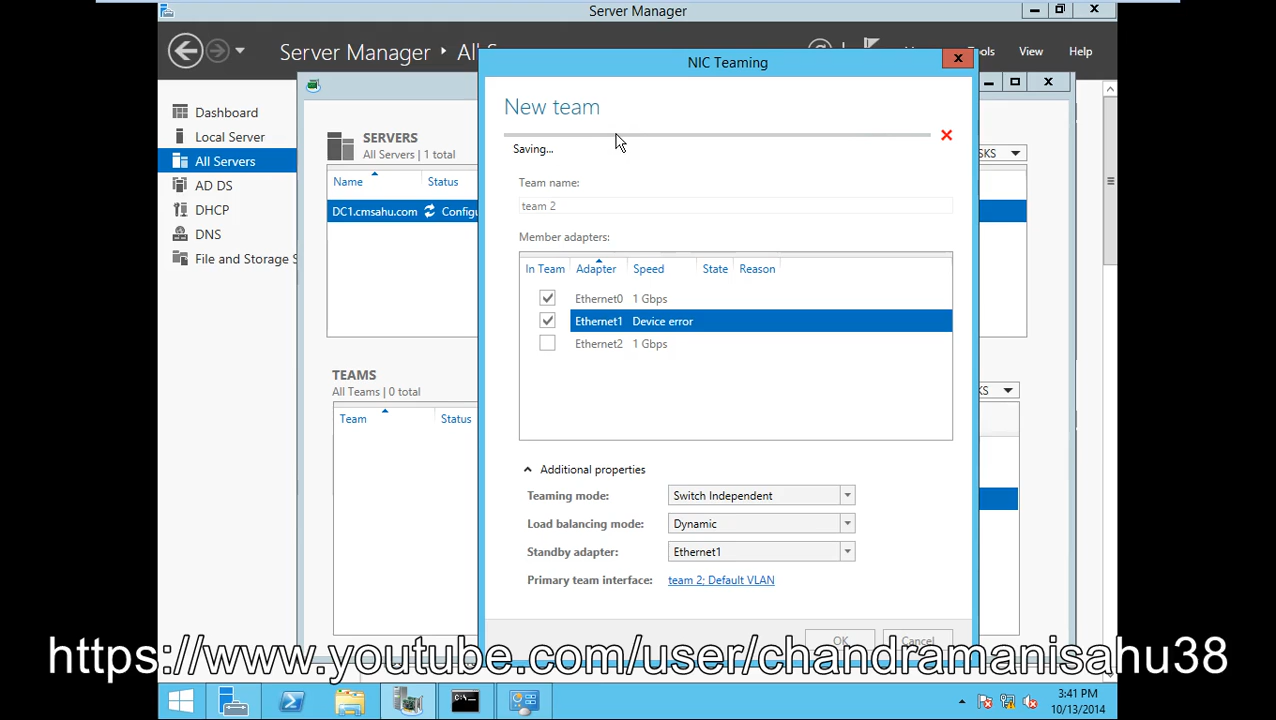 Server Manager
Server Manager
All S
Tools
View
Help
NIC Teaming
Dashboard
Local Server
All Servers
AD DS
DHCP
DNS
File and Storage S
SERVERS
All Servers | 1 total
SKS
Name
Status
DC1.cmsahu.com
Configu
TEAMS
All Teams | 0 total
KS
Team
Status
New team
Saving...
Team name:
team 2
Member adapters:
In Team Adapter Speed State Reason
Ethernet0 1 Gbps
Ethernet1 Device error
Ethernet2 1 Gbps
Additional properties
Teaming mode: Switch Independent
Load balancing mode: Dynamic
Standby adapter: Ethernet1
Primary team interface: team 2; Default VLAN
OK Cancel
https://www.youtube.com/user/chandramanisahu38
3:41 PM
10/13/2014